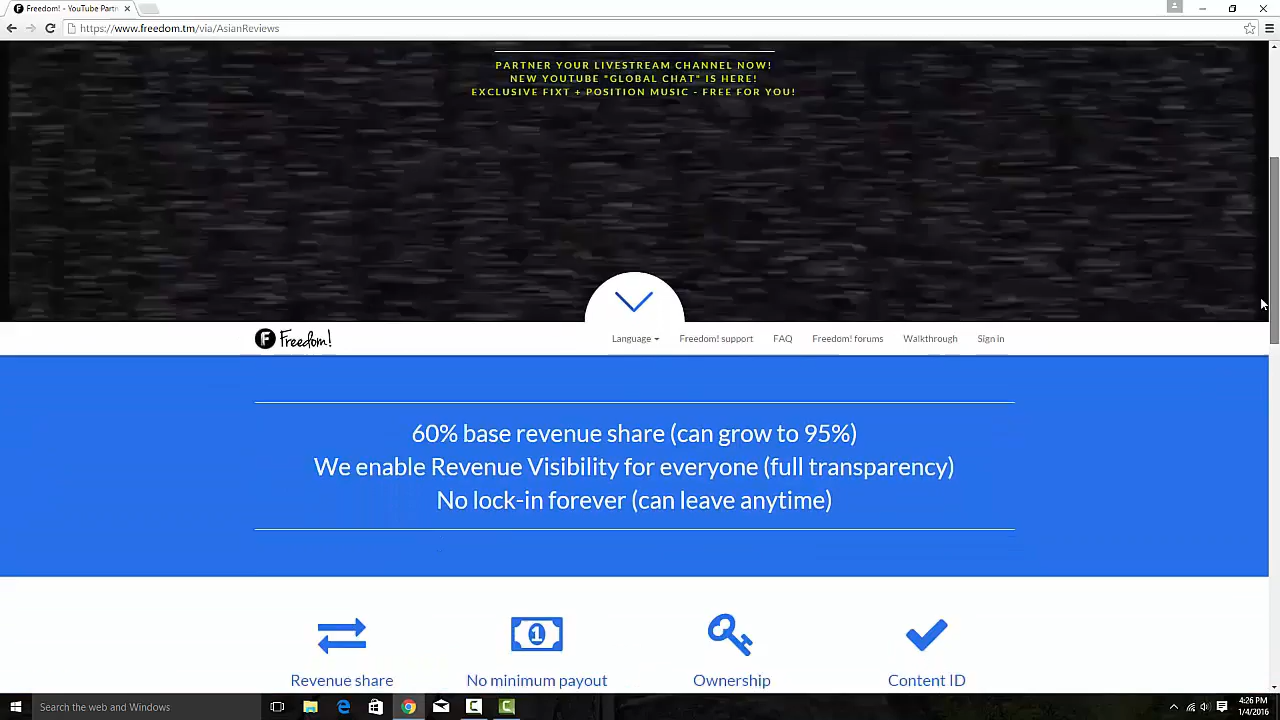 Freedom! - YouTube Partn
https://www.freedom.tm/via/AsianReviews
PARTNER YOUR LIVESTREAM CHANNEL NOW!
NEW YOUTUBE "GLOBAL CHAT" IS HERE!
EXCLUSIVE FIXT + POSITION MUSIC - FREE FOR YOU!
F Freedom!
Language
Freedom! support
FAQ
Freedom! forums
Walkthrough
Sign in
60% base revenue share (can grow to 95%)
We enable Revenue Visibility for everyone (full transparency)
No lock-in forever (can leave anytime)
1
Revenue share
No minimum payout
Ownership
Content ID
Search the web and Windows
4:26 PM
1/4/2016